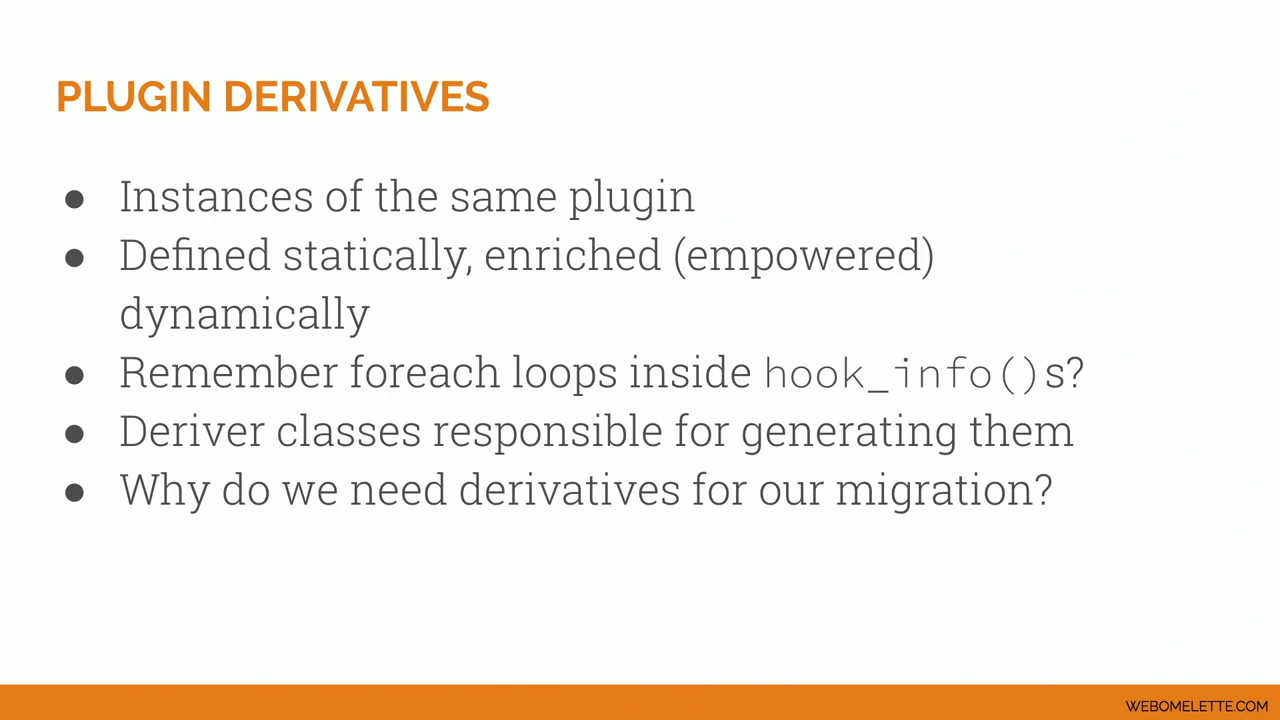 PLUGIN DERIVATIVES
● Instances of the same plugin
● Defined statically, enriched (empowered)
dynamically
● Remember foreach loops inside hook_info()s?
● Deriver classes responsible for generating them
● Why do we need derivatives for our migration?
WEBOMELETTE.COM